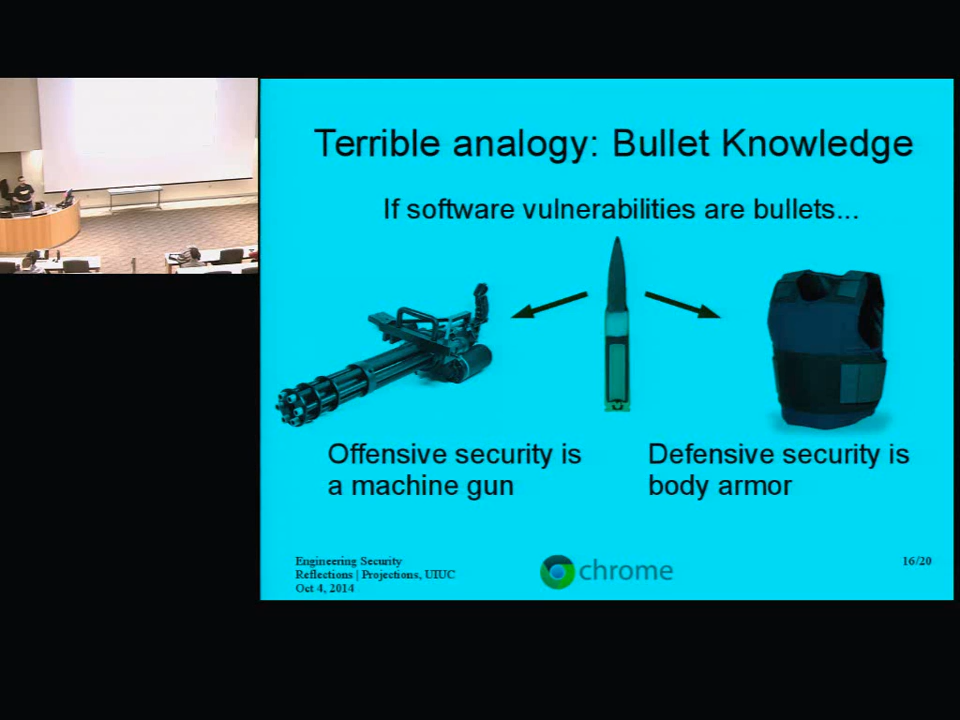 Terrible analogy: Bullet Knowledge
If software vulnerabilities are bullets...
Offensive security is
a machine gun
Defensive security is
body armor
Engineering Security
Reflections | Projections, UIUC
Oct 4, 2014
chrome
16/20